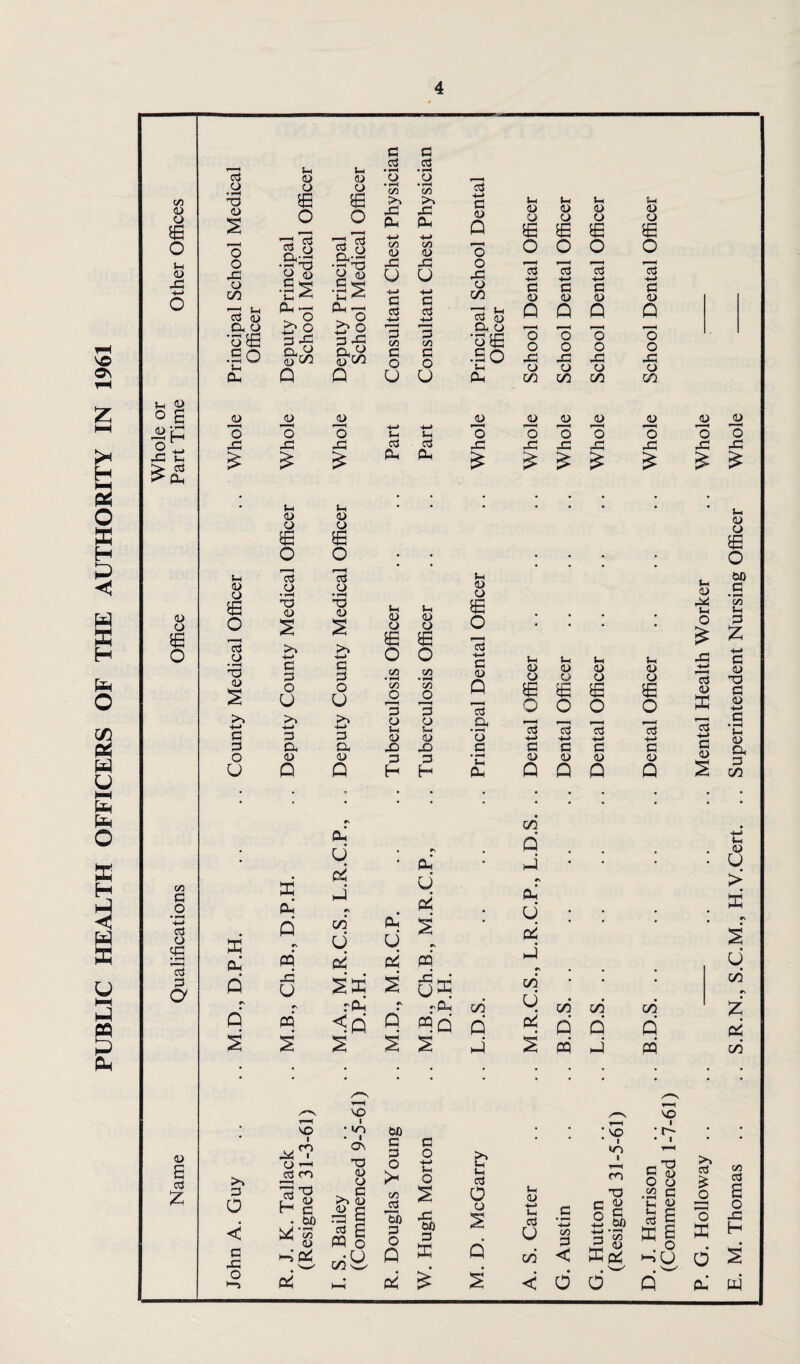 4
PUBLIC HEALTH OFFICERS OF THE AUTHORITY IN 1961
Name Qualifications Office Whole or Part Time Other Offices
John A. Guy .. M.D., D.P.H. .. County Medical Officer .. Whole Principal School Medical
Officer
R. J. K. Tallack .. M.B., Ch.B., D.P.H. .. Deputy County Medical Officer Whole Deputy Principal
(Resigned 31-3-61) School Medical Officer
I. S. Bailey .. M.A., M.R.C.S., L.R.C.P., Deputy County Medical Officer Whole Deputy Principal
(Commenced 9-5-61) D.P.H. School Medical Officer
R. Douglas Young .. M.D., M.R.C.P. .. Tuberculosis Officer .. Part Consultant Chest Physician
W. Hugh Morton .. M.B., Ch.B., M.R.C.P., .. Tuberculosis Officer .. Part Consultant Chest Physician
D.P.H.
M. D. McGarry .. L.D.S. .. Principal Dental Officer .. Whole Principal School Dental
Officer
A. S. Carter .. M.R.C.S., L.R.C.P., L.D.S. .. Dental Officer .. Whole School Dental Officer
G. Austin .. B.D.S. .. Dental Officer .. Whole School Dental Officer
G. Hutton .. L.D.S. .. Dental Officer .. Whole School Dental Officer
(Resigned 31-5-61)
D. J. Harrison .. B.D.S. .. Dental Officer .. Whole School Dental Officer
(Commenced 1-7-61)
P. G. Holloway .. — Mental Health Worker .. Whole —
E. M. Thomas .. S.R.N., S.C.M., H.V.Cert. .. Superintendent Nursing Officer Whole —